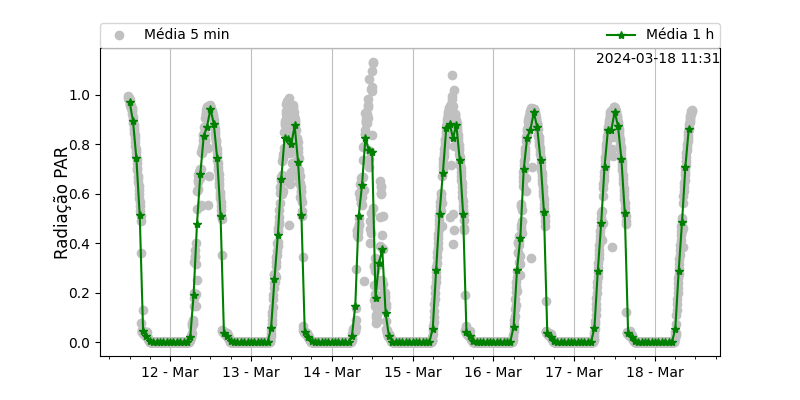 Média 5 min
Média 1 h
2024-03-18 11:31
Radiação PAR
1.0
0.8
0.6
0.4
0.2
0.0
12 - Mar
13 - Mar
14 - Mar
15 - Mar
16 - Mar
17 - Mar
18 - Mar